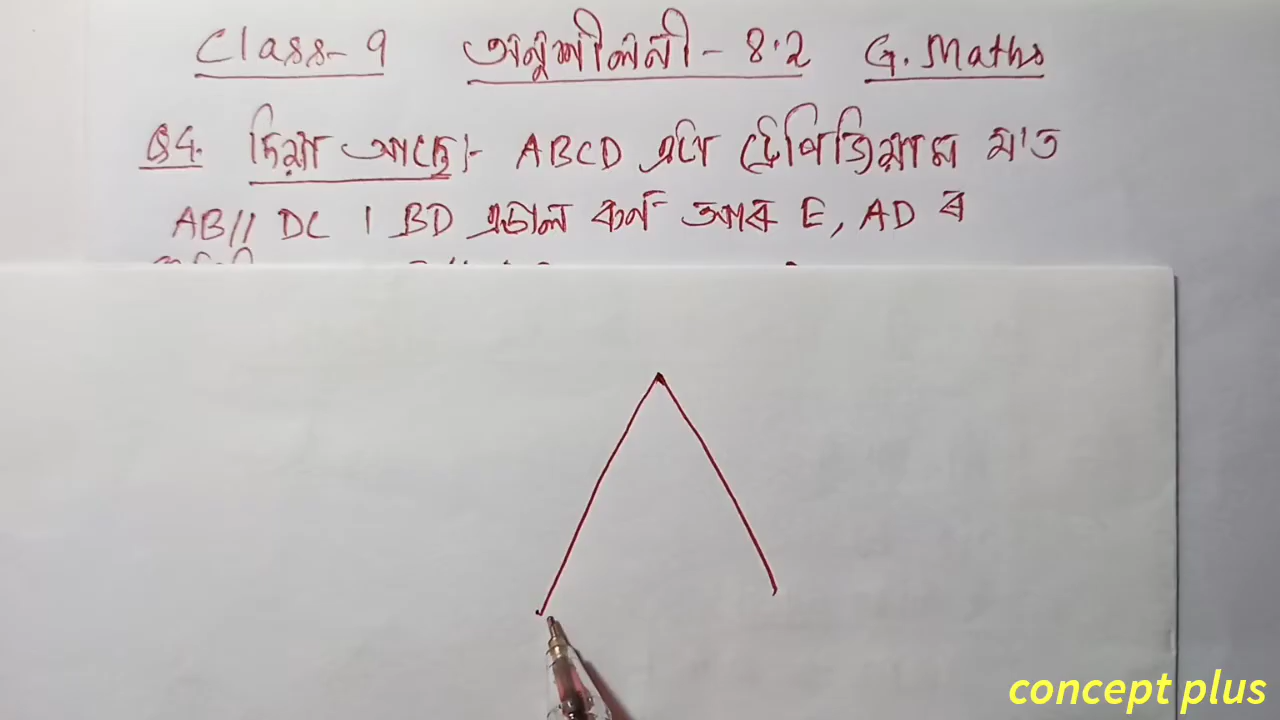 Class-9 অনুশীলনী - 8.2 G. Maths
Q4. দিয়া আছে:- ABCD এটা ট্ৰেপিজিয়াম য'ত
AB// DC । BD এডাল কৰ্ণ আৰু E, AD ৰ
concept plus